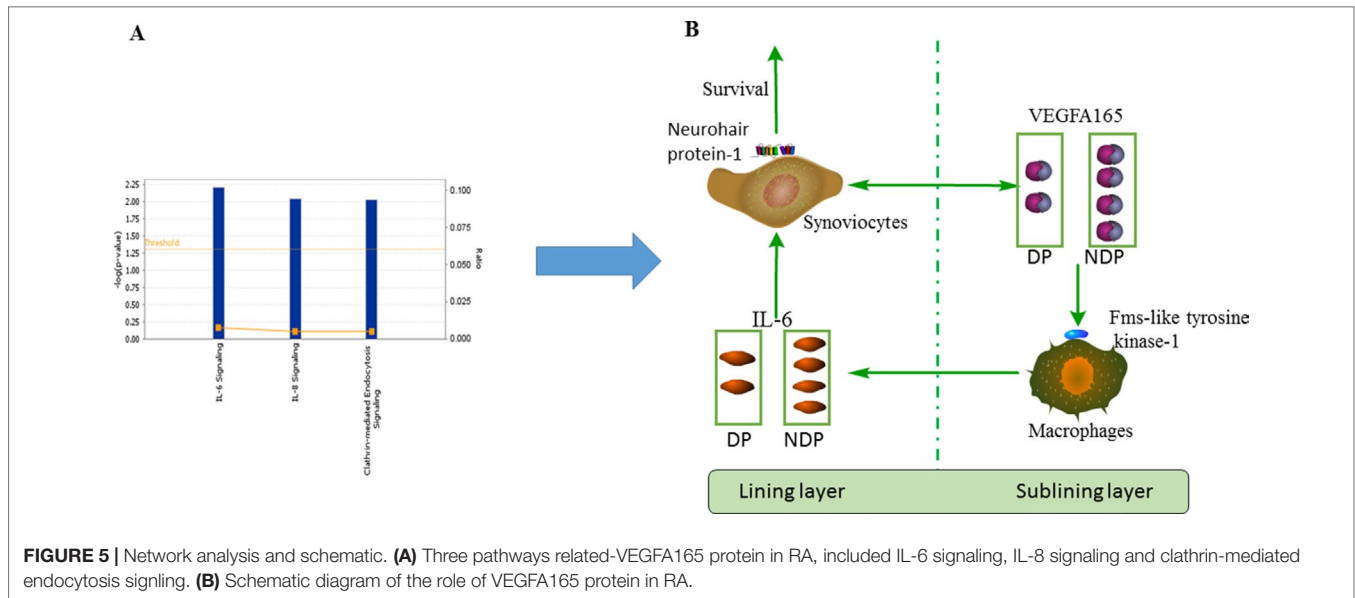 A
2.25
2.00
1.75
1.50
1.25
1.00
0.75
0.50
0.25
0.00
-log(p-value)
Threshold
0.100
0.075
0.050
0.025
0.000
Ratio
IL-6 Signaling
IL-8 Signaling
Clathrin-mediated Endocytosis
Signaling
B
Survival
Neurohair
protein-1
Synoviocytes
VEGFA165
DP
NDP
IL-6
DP
NDP
Fms-like tyrosine
kinase-1
Macrophages
Lining layer
Sublining layer
FIGURE 5 | Network analysis and schematic. (A) Three pathways related-VEGFA165 protein in RA, included IL-6 signaling, IL-8 signaling and clathrin-mediated
endocytosis signling. (B) Schematic diagram of the role of VEGFA165 protein in RA.